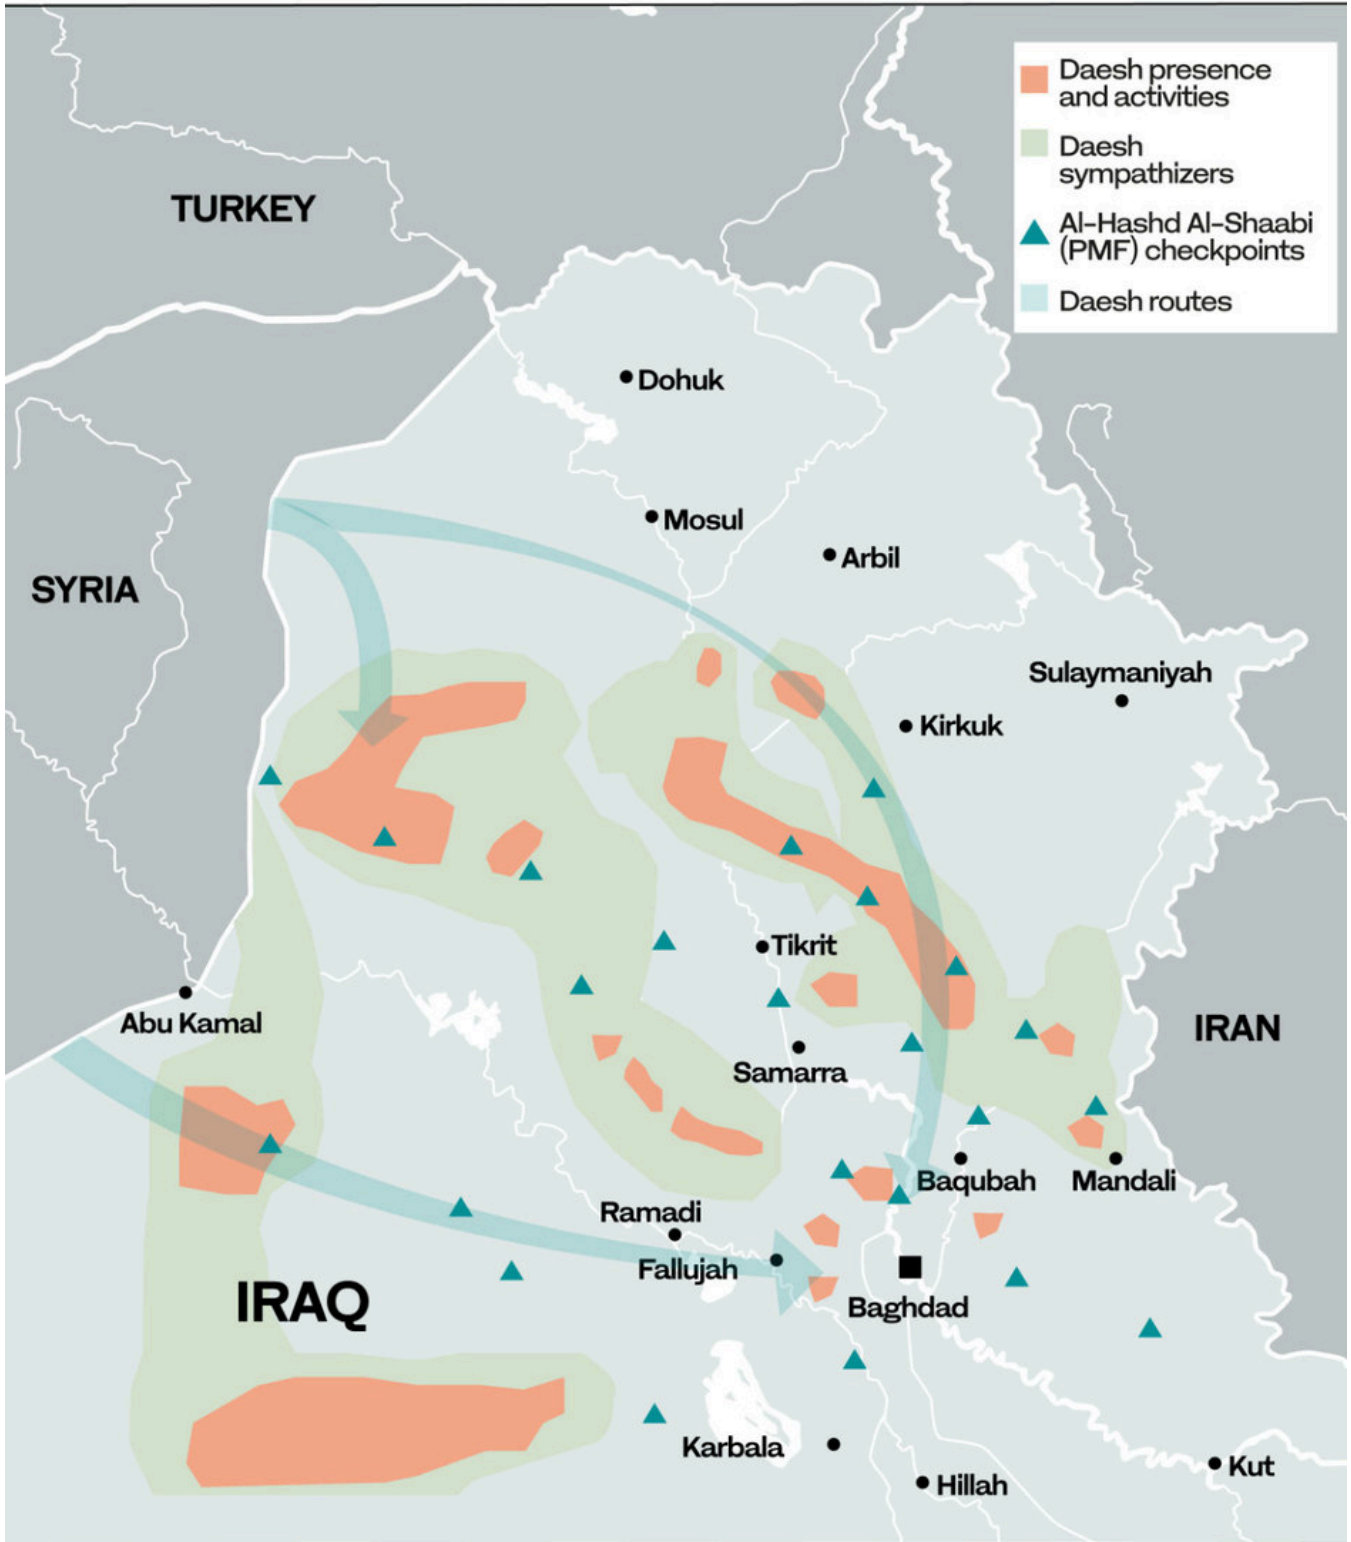 Daesh presence
and activities
Daesh
sympathizers
Al-Hashd Al-Shaabi
(PMF) checkpoints
Daesh routes
TURKEY
Dohuk
Mosul
Arbil
SYRIA
Sulaymaniyah
Kirkuk
Tikrit
Abu Kamal
IRAN
Samarra
Baqubah
Mandali
Ramadi
Fallujah
IRAQ
Baghdad
Karbala
Kut
Hillah